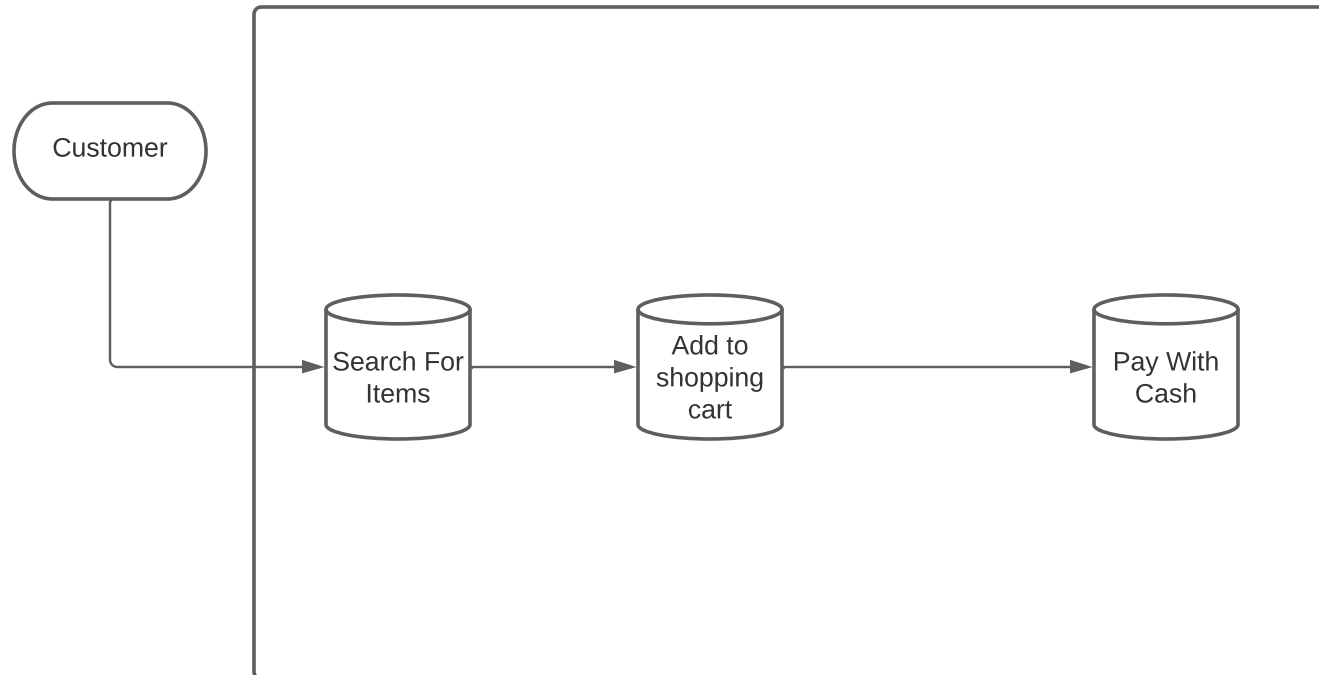 Customer
Search For
Items
Add to
shopping
cart
Pay With
Cash